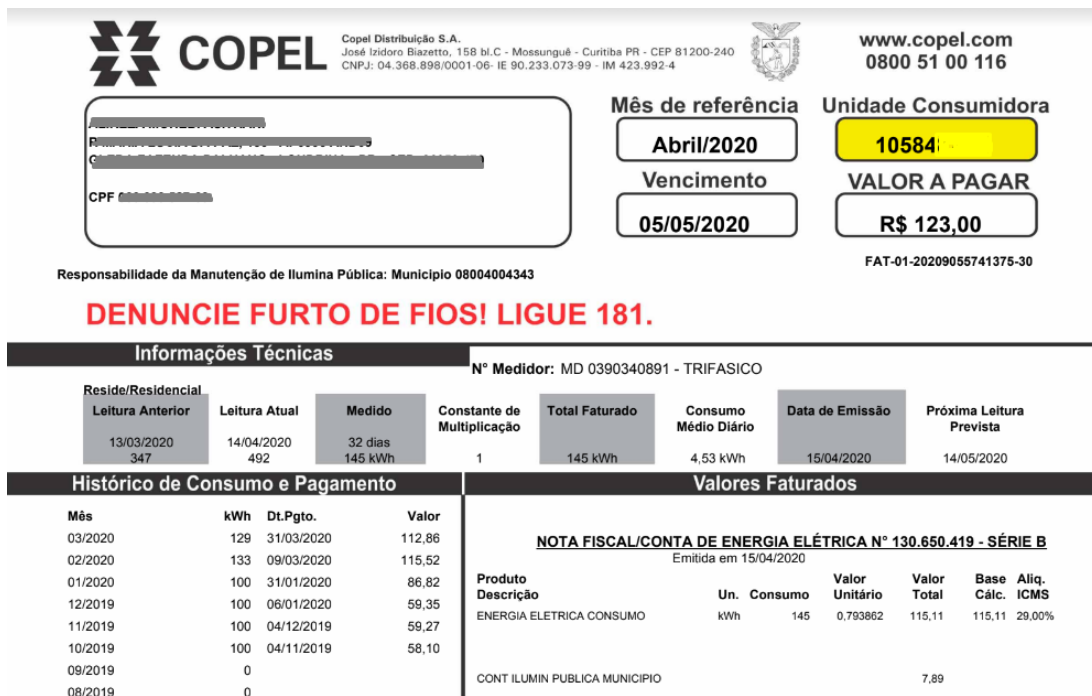 COPEL
Copel Distribuição S.A.
José Izidoro Biazetto, 158 bl.C - Mossunguê - Curitiba PR - CEP 81200-240
CNPJ: 04.368.898/0001-06- IE 90.233.073-99 - IM 423.992-4
www.copel.com
0800 51 00 116
Mês de referência
Abril/2020
Unidade Consumidora
10584
Vencimento
05/05/2020
VALOR A PAGAR
R$ 123,00
CPF
FAT-01-20209055741375-30
Responsabilidade da Manutenção de Ilumina Pública: Municipio 08004004343
DENUNCIE FURTO DE FIOS! LIGUE 181.
Informações Técnicas
N° Medidor: MD 0390340891 - TRIFASICO
Reside/Residencial
Leitura Anterior Leitura Atual Medido Constante de Multiplicação Total Faturado Consumo Médio Diário Data de Emissão Próxima Leitura Prevista
13/03/2020 14/04/2020 32 dias
347 492 145 kWh 1 145 kWh 4,53 kWh 15/04/2020 14/05/2020
Histórico de Consumo e Pagamento
Mês kWh Dt.Pgto. Valor
03/2020 129 31/03/2020 112,86
02/2020 133 09/03/2020 115,52
01/2020 100 31/01/2020 86,82
12/2019 100 06/01/2020 59,35
11/2019 100 04/12/2019 59,27
10/2019 100 04/11/2019 58,10
09/2019 0
08/2019 0
Valores Faturados
NOTA FISCAL/CONTA DE ENERGIA ELÉTRICA N° 130.650.419 - SÉRIE B
Emitida em 15/04/2020
Produto Valor Valor Base Aliq.
Descrição Un. Consumo Unitário Total Cálc. ICMS
ENERGIA ELETRICA CONSUMO kWh 145 0,793862 115,11 115,11 29,00%
CONT ILUMIN PUBLICA MUNICIPIO 7,89